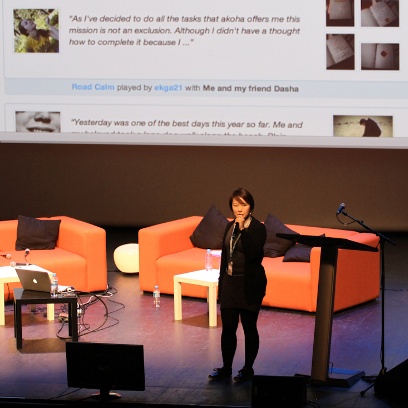 "As I've decided to do all the tasks that akoha offers me this
mission is not an exclusion. Although I didn't have a thought
how to complete it because I ..."
Road Calm played by ekga21 with Me and my friend Dasha
"Yesterday was one of the best days this year so far. Me and
my beloved